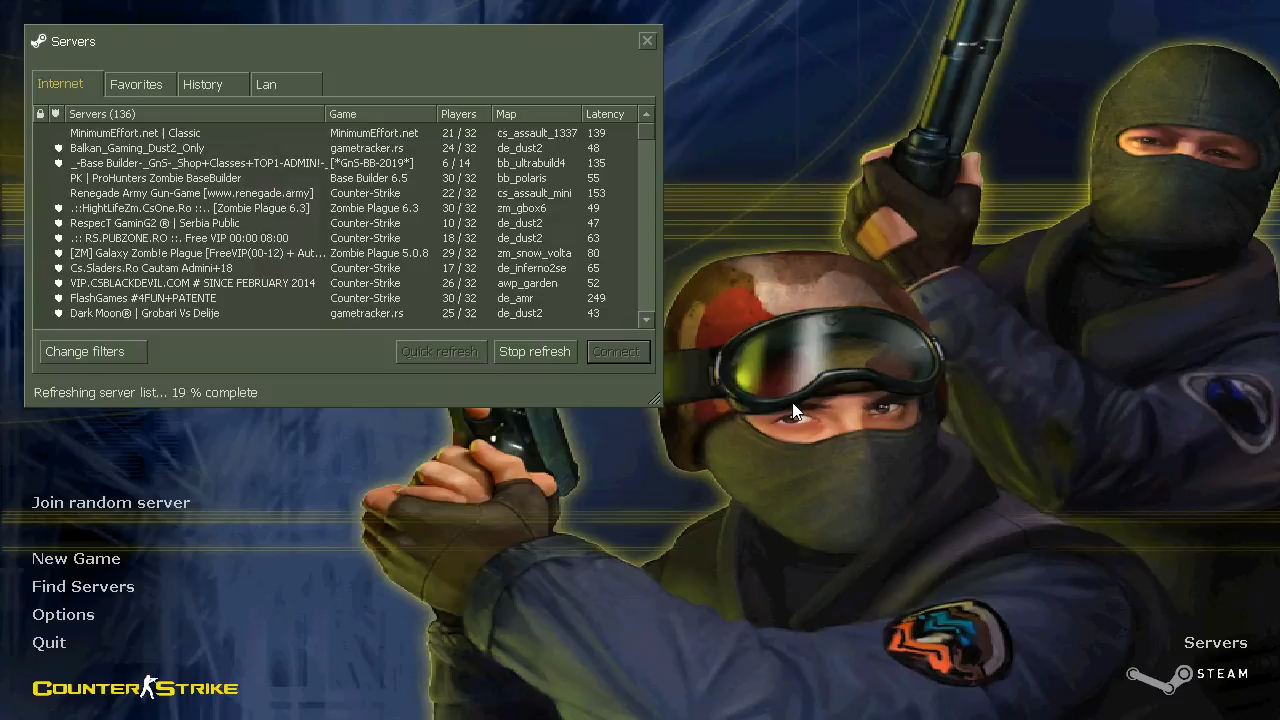 Servers
Internet Favorites History Lan
Servers (136) Game Players Map Latency
MinimumEffort.net | Classic MinimumEffort.net 21 / 32 cs_assault_1337 139
Balkan_Gaming_Dust2_Only gametracker.rs 24 / 32 de_dust2 48
_-Base Builder-_GnS-_Shop+Classes+TOP1-ADMIN!-_ [*GnS-BB-2019*] 6 / 14 bb_ultrabuild4 135
PK | ProHunters Zombie BaseBuilder Base Builder 6.5 30 / 32 bb_polaris 55
Renegade Army Gun-Game [www.renegade.army] Counter-Strike 22 / 32 cs_assault_mini 153
.::HightLifeZm.CsOne.Ro ::.. [Zombie Plague 6.3] Zombie Plague 6.3 30 / 32 zm_gbox6 49
RespecT GaminG2 ® | Serbia Public Counter-Strike 10 / 32 de_dust2 47
.:: RS.PUBZONE.RO ::. Free VIP 00:00 08:00 Counter-Strike 18 / 32 de_dust2 63
[ZM] Galaxy Zomb!e Plague [FreeVIP(00-12) + Aut... Zombie Plague 5.0.8 29 / 32 zm_snow_volta 80
Cs.Sladers.Ro Cautam Admini+18 Counter-Strike 17 / 32 de_inferno2se 65
VIP.CSBLACKDEVIL.COM # SINCE FEBRUARY 2014 Counter-Strike 26 / 32 awp_garden 52
FlashGames #4FUN+PATENTE Counter-Strike 30 / 32 de_amr 249
Dark Moon® | Grobari Vs Delije gametracker.rs 25 / 32 de_dust2 43
Change filters Quick refresh Stop refresh Connect
Refreshing server list... 19 % complete
Join random server
New Game
Find Servers
Options
Quit
Servers
COUNTER STRIKE
STEAM